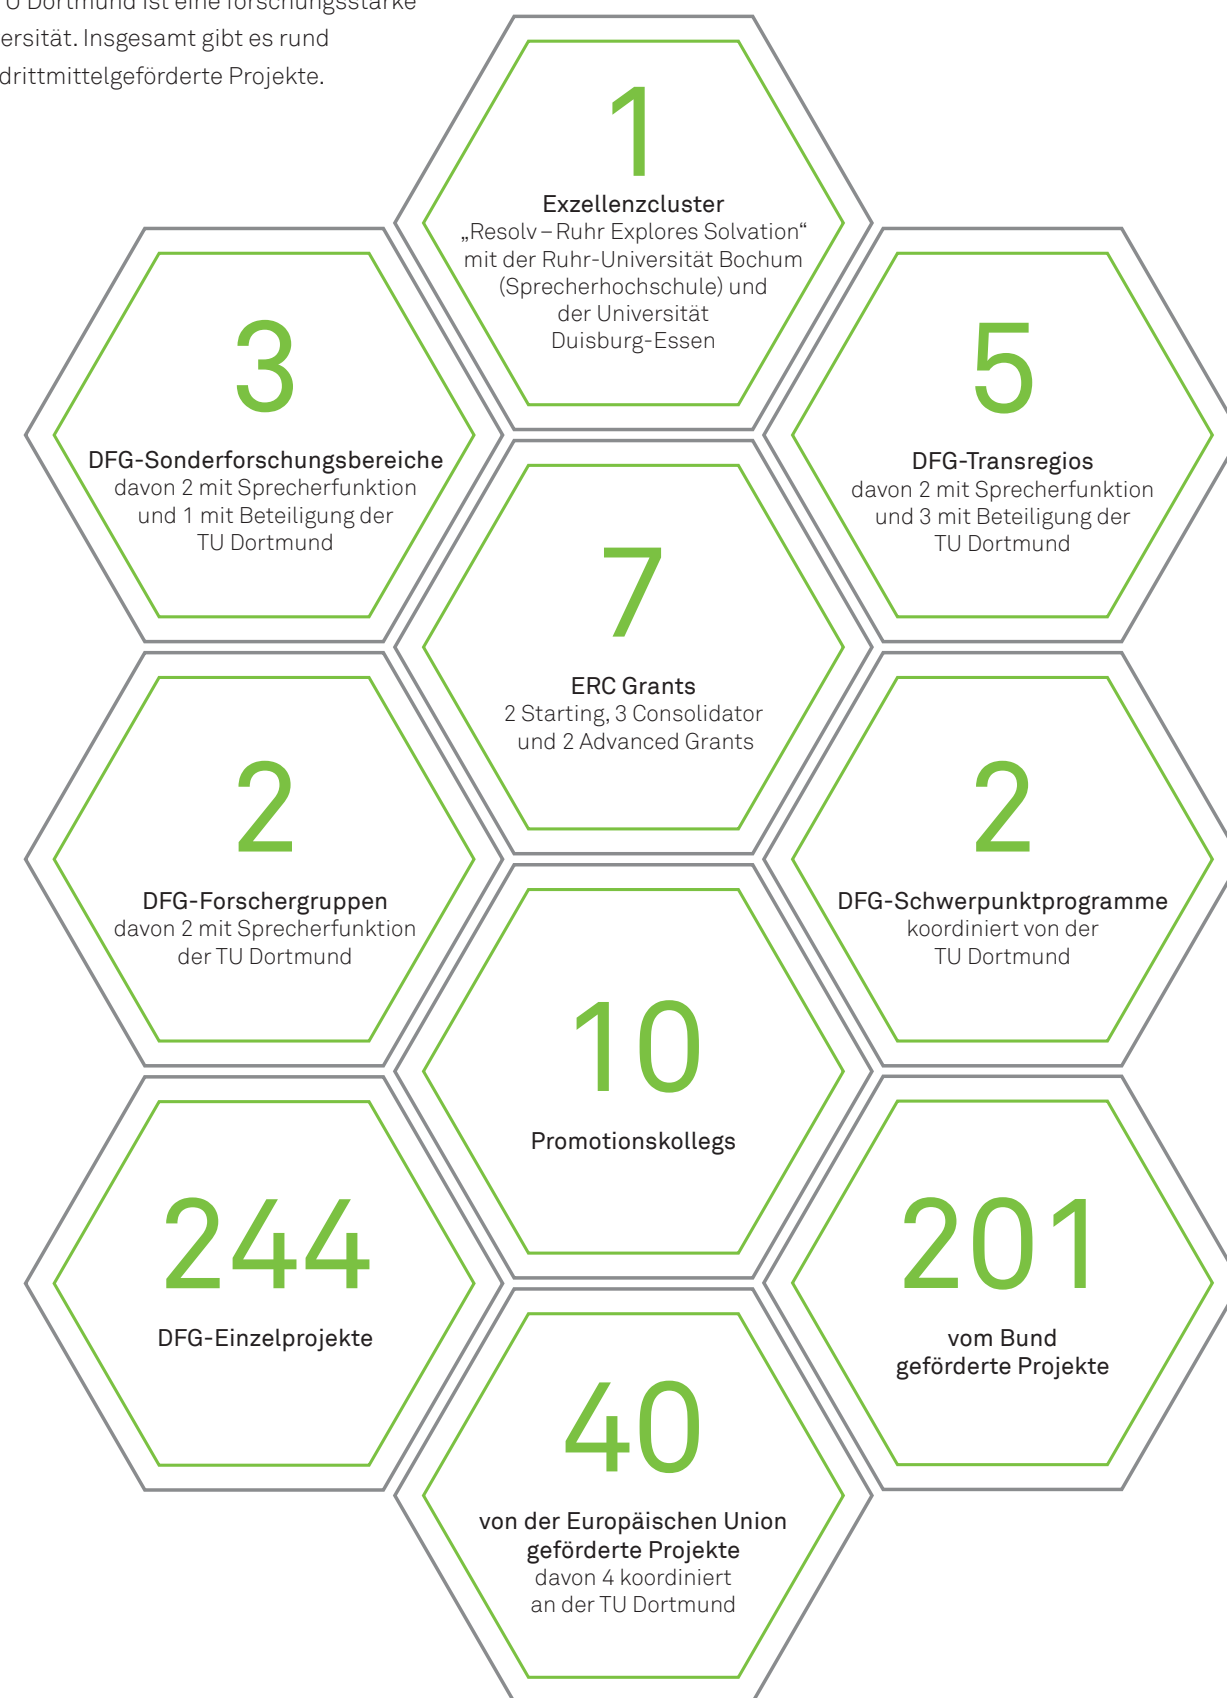 TU Dortmund ist eine forschungsstarke
ersität. Insgesamt gibt es rund
drittmittelgeförderte Projekte.
1
Exzellenzcluster
„Resolv – Ruhr Explores Solvation“
mit der Ruhr-Universität Bochum
(Sprecherhochschule) und
der Universität
Duisburg-Essen
3
DFG-Sonderforschungsbereiche
davon 2 mit Sprecherfunktion
und 1 mit Beteiligung der
TU Dortmund
5
DFG-Transregios
davon 2 mit Sprecherfunktion
und 3 mit Beteiligung der
TU Dortmund
7
ERC Grants
2 Starting, 3 Consolidator
und 2 Advanced Grants
2
DFG-Forschergruppen
davon 2 mit Sprecherfunktion
der TU Dortmund
2
DFG-Schwerpunktprogramme
koordiniert von der
TU Dortmund
10
Promotionskollegs
244
DFG-Einzelprojekte
201
vom Bund
geförderte Projekte
40
von der Europäischen Union
geförderte Projekte
davon 4 koordiniert
an der TU Dortmund